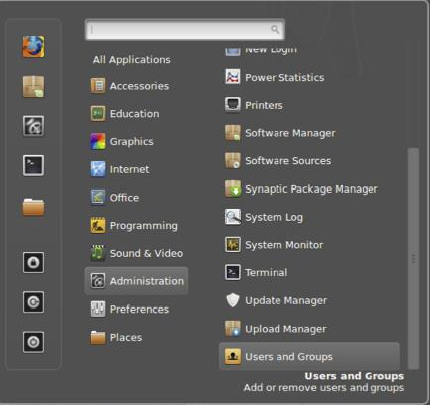 All Applications
Accessories
Education
Graphics
Internet
Office
Programming
Sound & Video
Administration
Preferences
Places
New Login
Power Statistics
Printers
Software Manager
Software Sources
Synaptic Package Manager
System Log
System Monitor
Terminal
Update Manager
Upload Manager
Users and Groups
Users and Groups
Add or remove users and groups